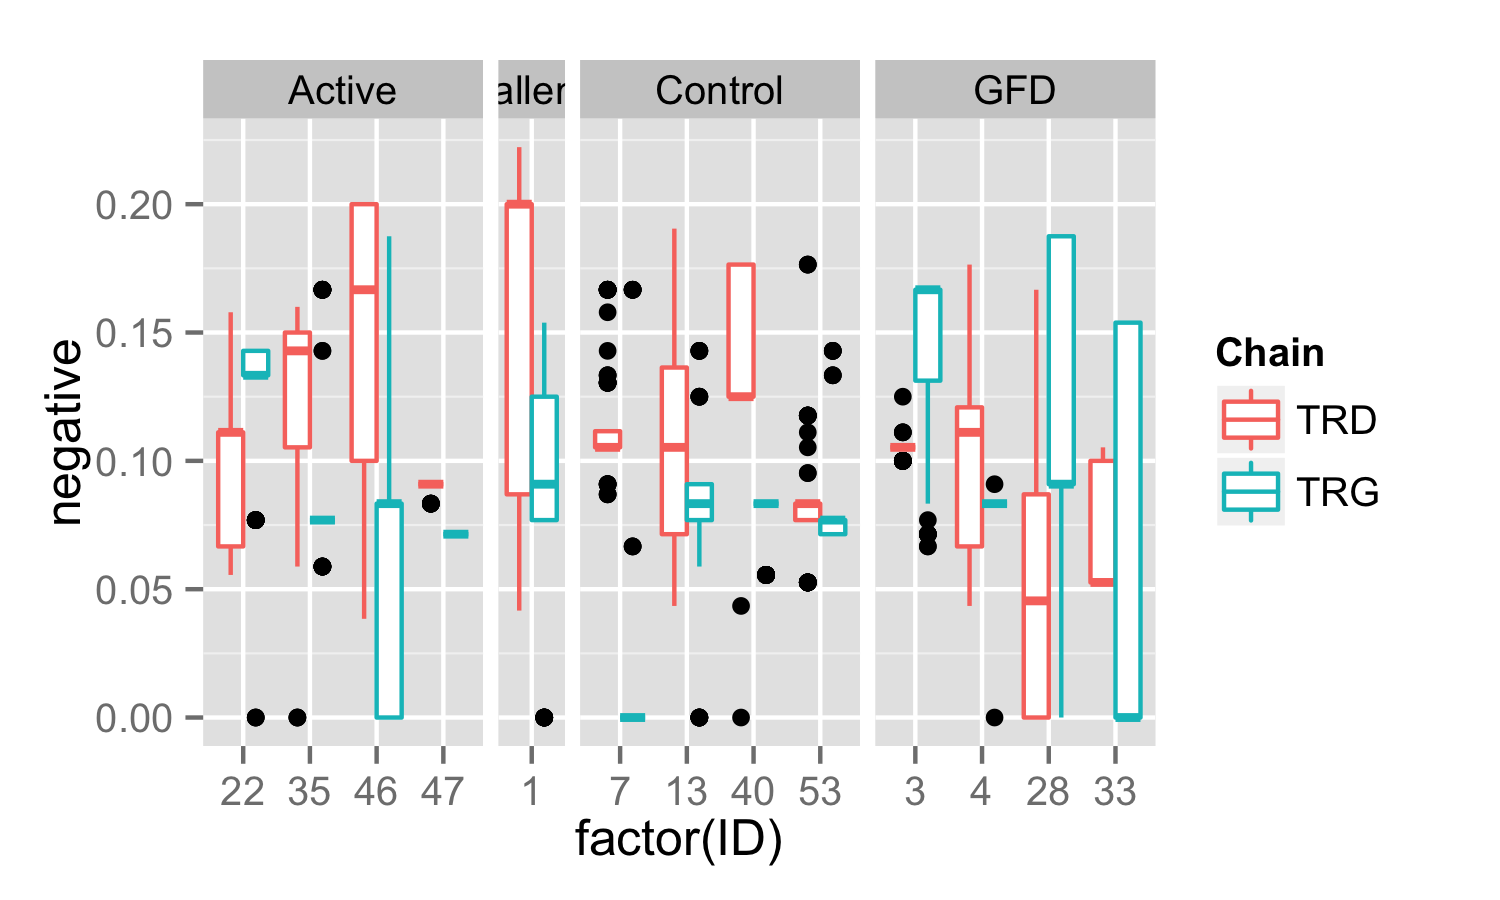 Active
aller
Control
GFD
negative
0.20
0.15
0.10
0.05
0.00
22 35 46 47 1 7 13 40 53 3 4 28 33
factor(ID)
Chain
TRD
TRG